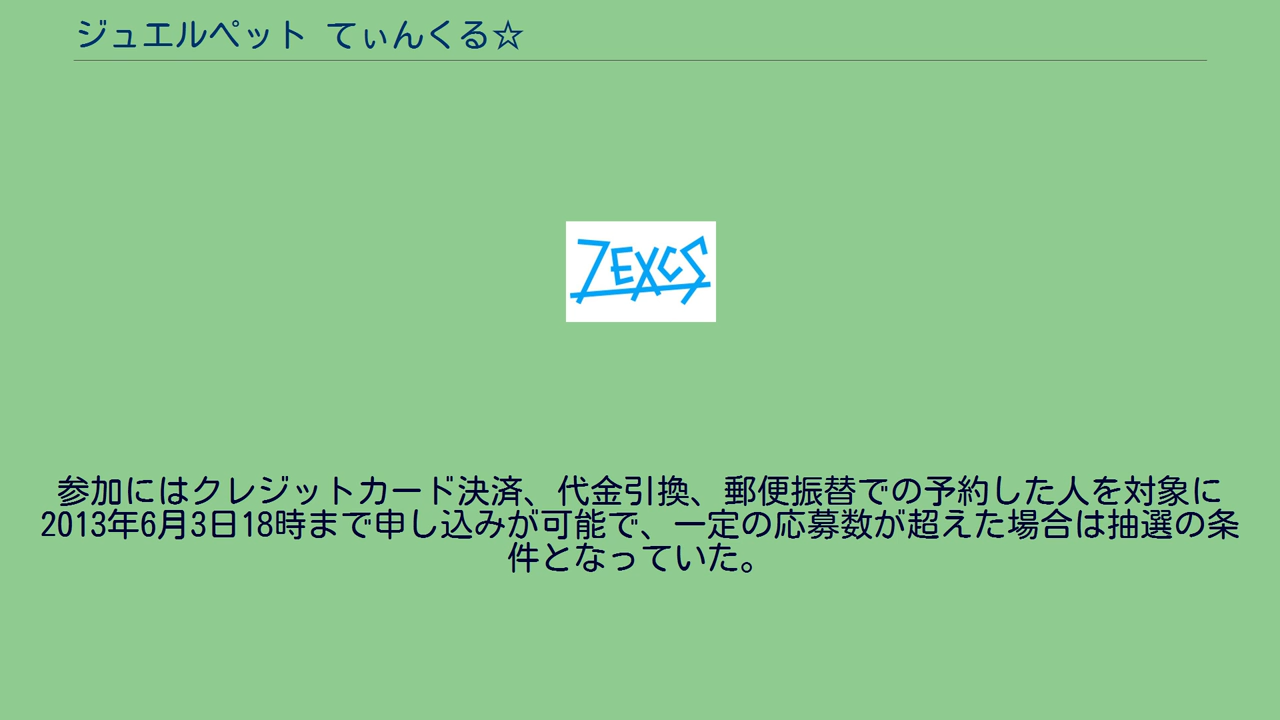 ジュエルペット てぃんくる☆
ZEXCS
参加にはクレジットカード決済、代金引換、郵便振替での予約した人を対象に
2013年6月3日18時まで申し込みが可能で、一定の応募数が超えた場合は抽選の条
件となっていた。